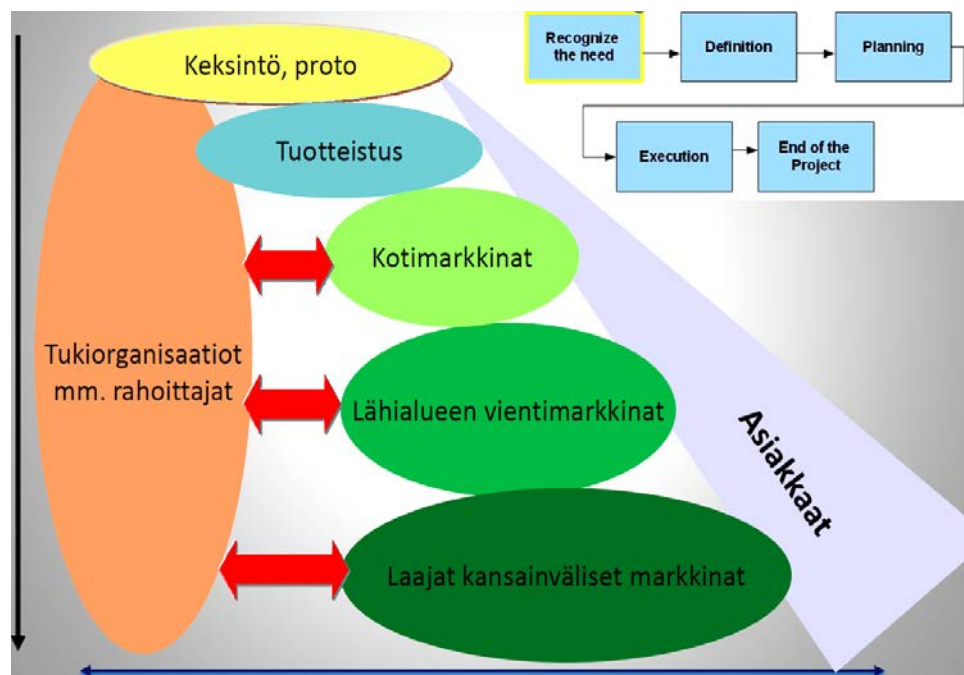 Keksintö, proto
Recognize
the need
Definition
Planning
Execution
End of the
Project
Tuotteistus
Kotimarkkinat
Tukiorganisaatiot
mm. rahoittajat
Lähialueen vientimarkkinat
Asiakkaat
Laajat kansainväliset markkinat